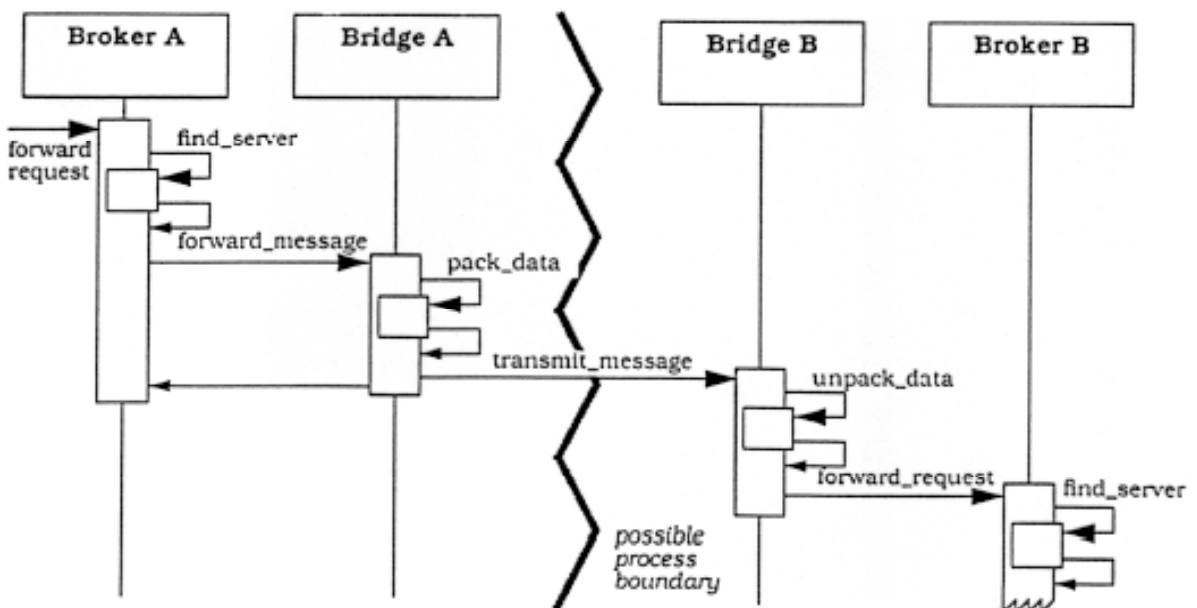 Broker A
Bridge A
Bridge B
Broker B
forward
request
find_server
forward_message
pack_data
transmit_message
unpack_data
forward_request
find_server
possible
process
boundary